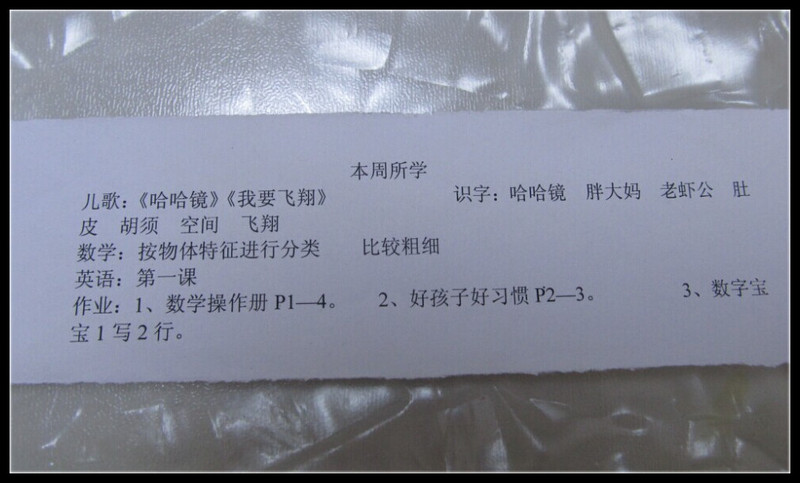 本周所学
儿歌：《哈哈镜》《我要飞翔》 识字：哈哈镜 胖大妈 老虾公 肚
皮 胡须 空间 飞翔
数学：按物体特征进行分类 比较粗细
英语：第一课
作业：1、数学操作册 P1—4。 2、好孩子好习惯 P2—3。 3、数字宝
宝 1 写 2 行。